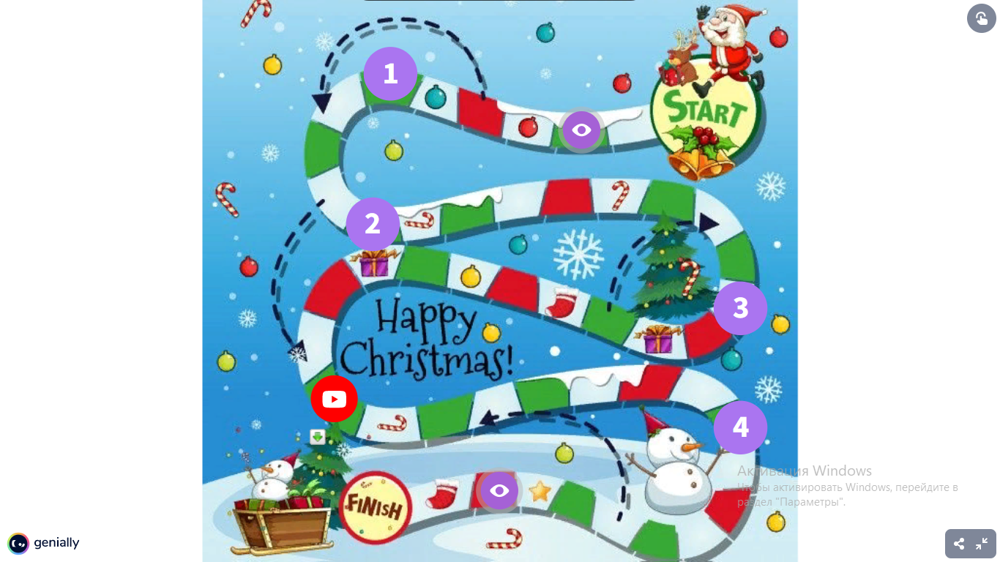 START
1
2
3
Happy
Christmas!
4
FINISH
Активация Windows
Чтобы активировать Windows, перейдите в
раздел "Параметры".
genially